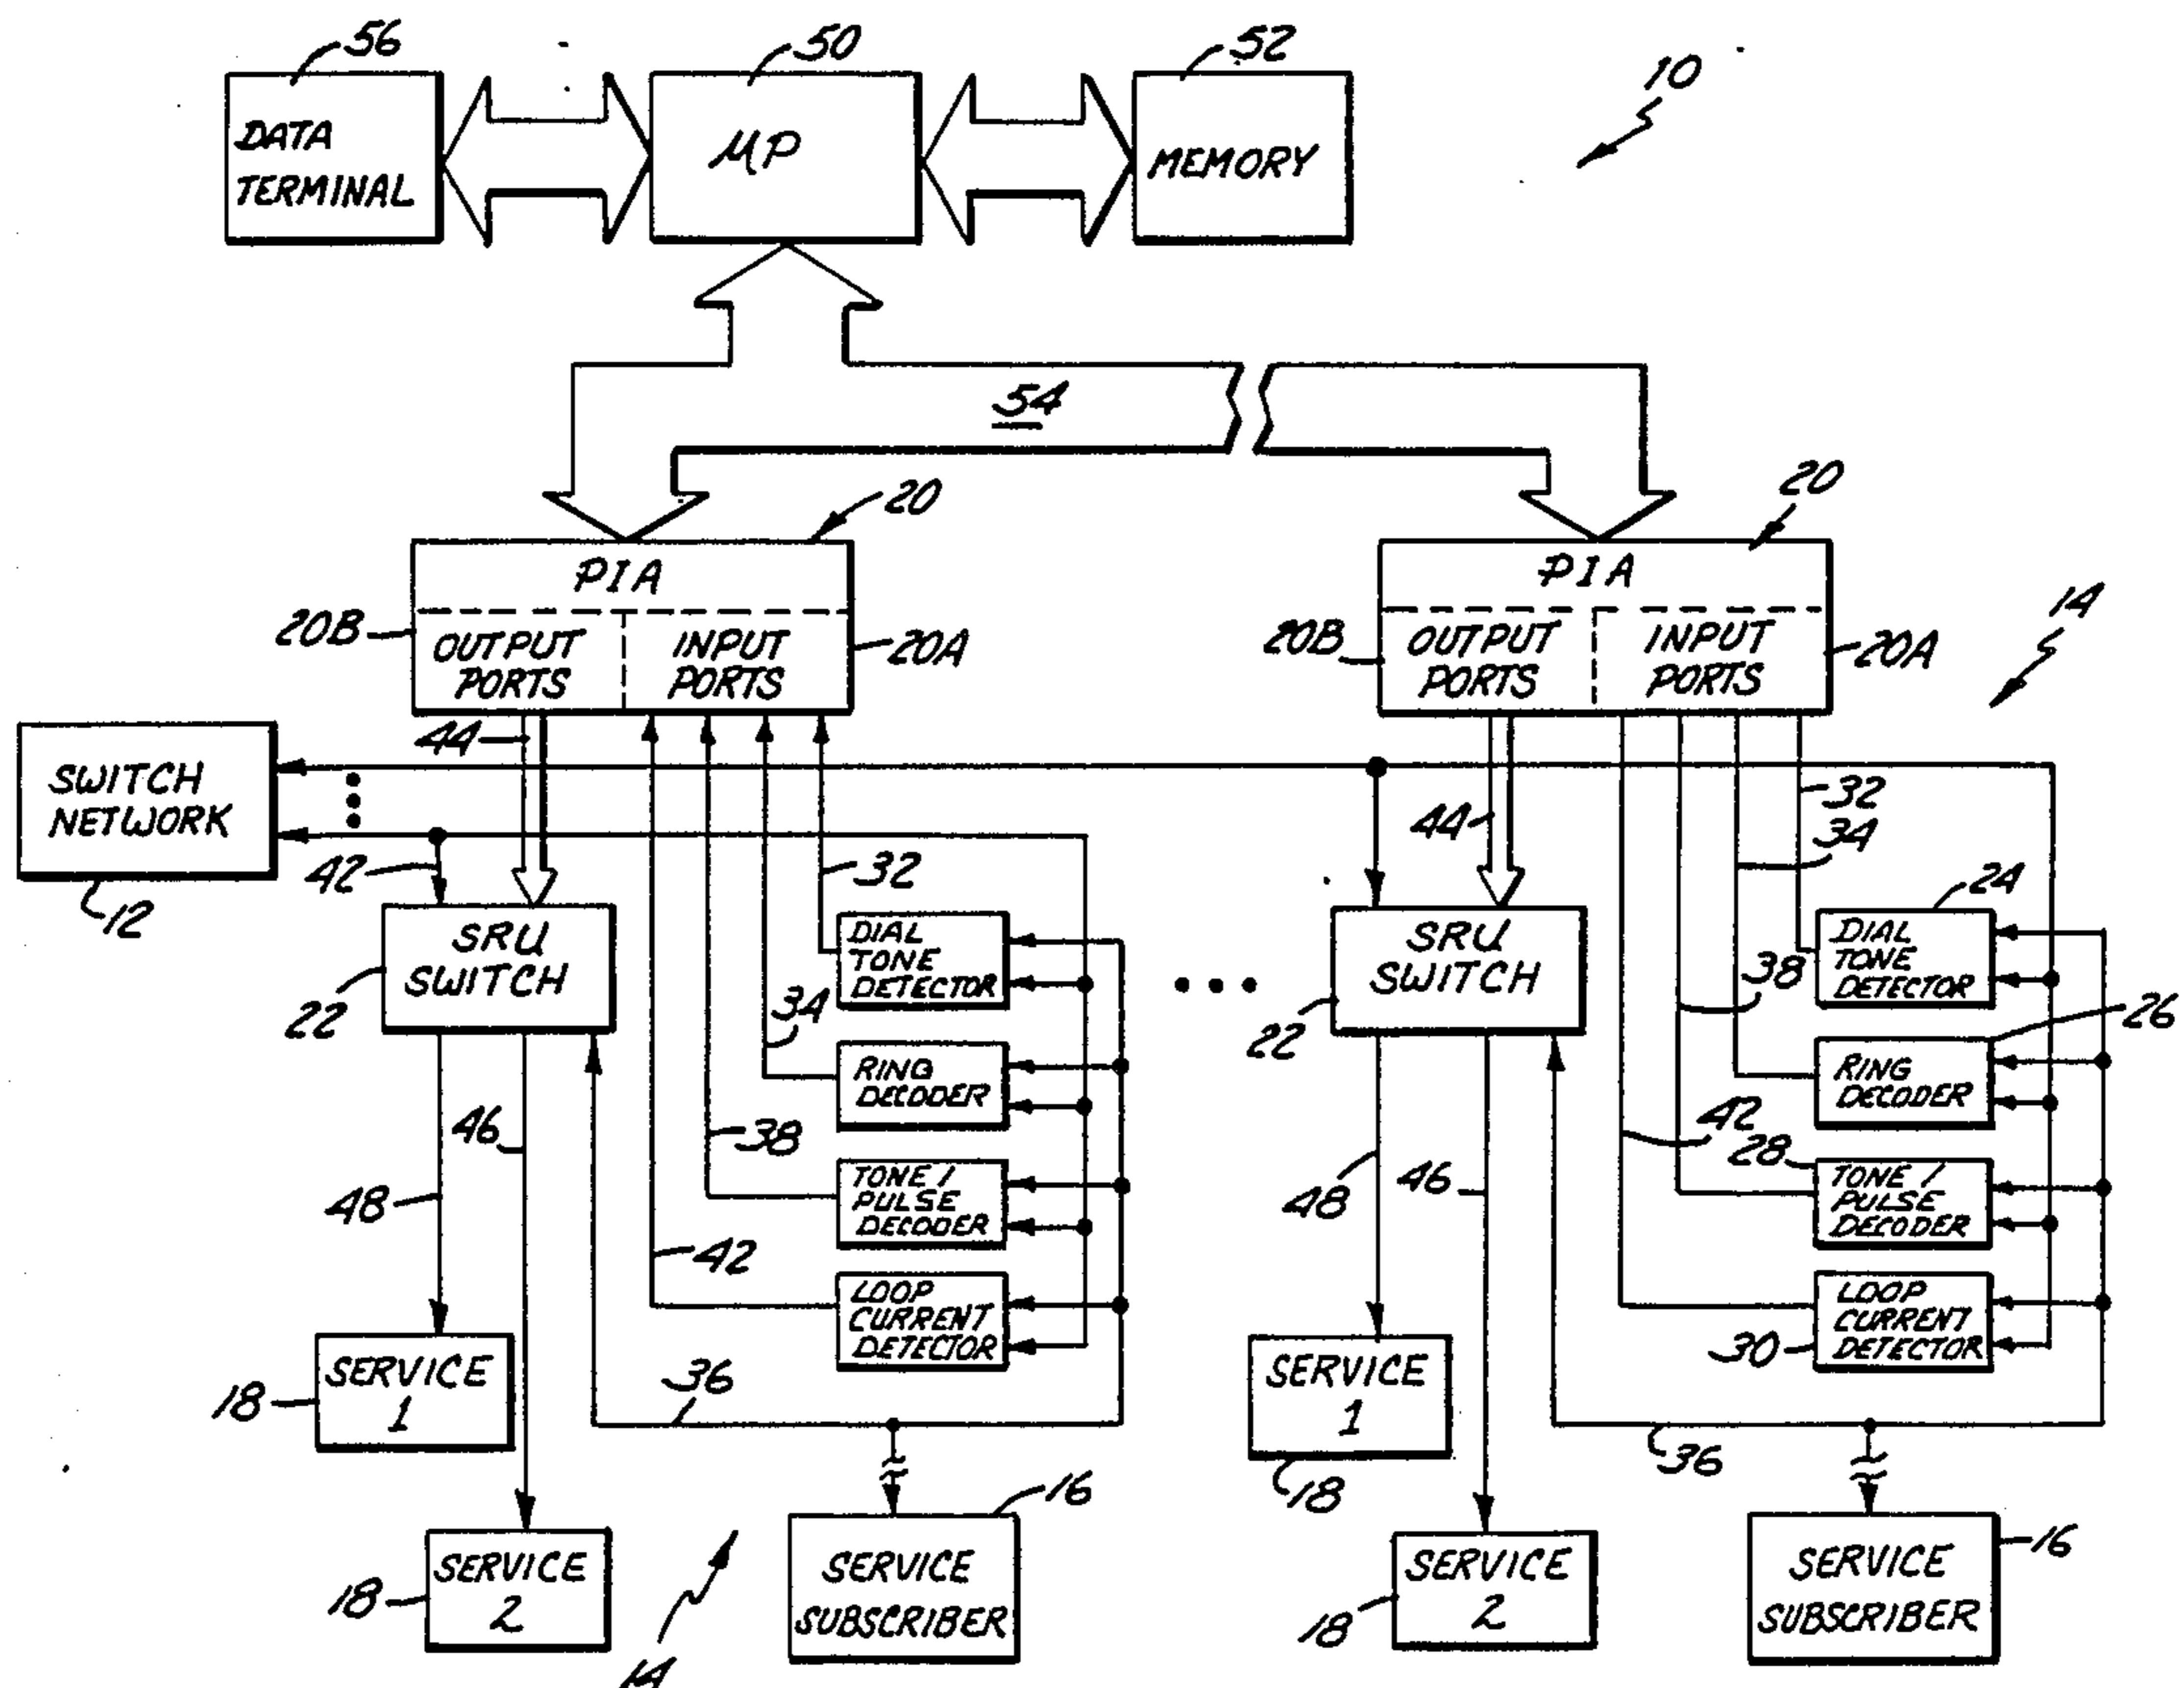 56
50
52
10
DATA
TERMINAL
μP
MEMORY
54
20
20
PIA
PIA
14
20B
OUTPUT
PORTS
INPUT
PORTS
20A
20B
OUTPUT
PORTS
INPUT
PORTS
20A
44
SWITCH
NETWORK
12
42
32
44
32
34
24
SRU
SWITCH
22
DIAL
TONE
DETECTOR
34
SRU
SWITCH
22
38
DIAL
TONE
DETECTOR
26
RING
DECODER
RING
DECODER
46
38
42
28
48
TONE /
PULSE
DECODER
48
46
TONE /
PULSE
DECODER
42
LOOP
CURRENT
DETECTOR
30
LOOP
CURRENT
DETECTOR
36
18
SERVICE
1
SERVICE
1
18
36
16
16
18
SERVICE
2
SERVICE
SUBSCRIBER
18
SERVICE
2
SERVICE
SUBSCRIBER
14